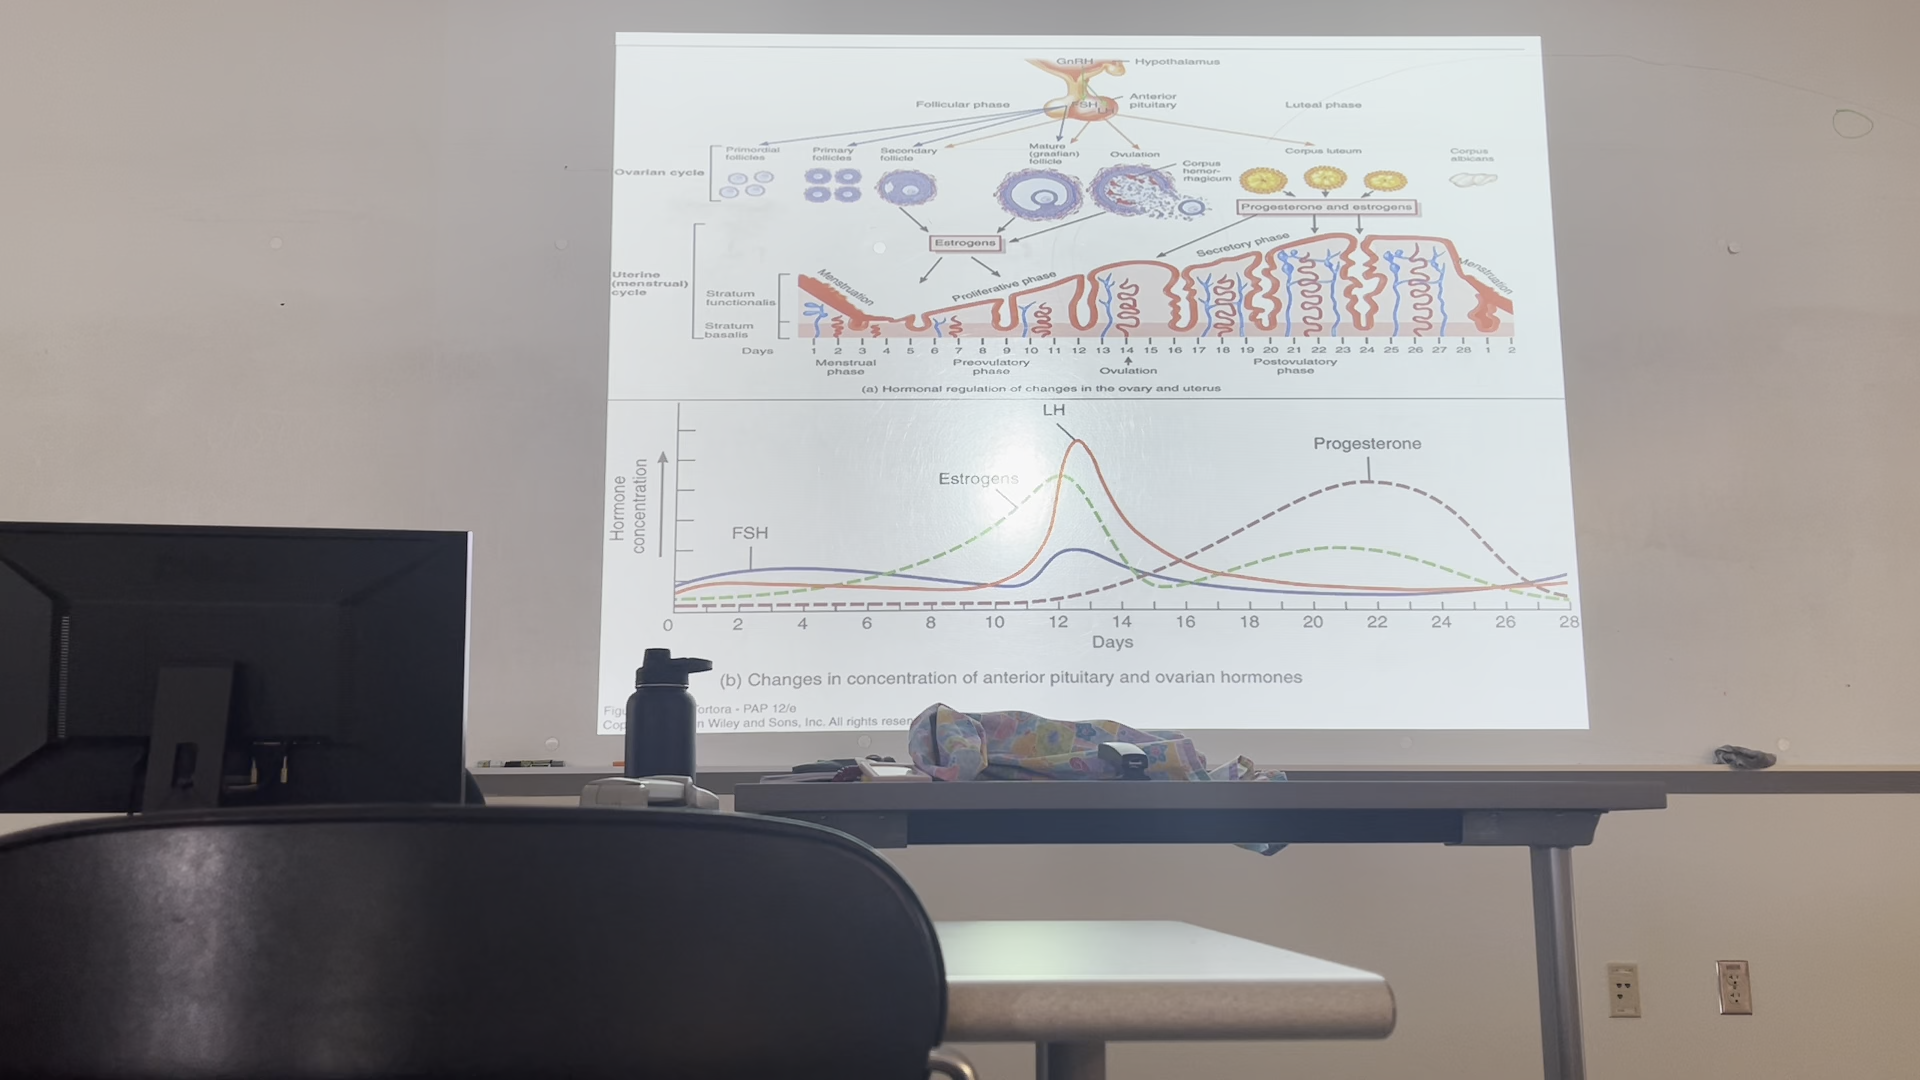 GnRH
Hypothalamus
Follicular phase
FSH
LH
Anterior
pituitary
Luteal phase
Primordial
follicles
Primary
follicles
Secondary
follicle
Mature
(graafian)
follicle
Ovulation
Corpus
hemor-
rhagicum
Corpus luteum
Corpus
albicans
Ovarian cycle
Progesterone and estrogens
Estrogens
Uterine
(menstrual)
cycle
Stratum
functionalis
Stratum
basalis
Menstruation
Proliferative phase
Secretory phase
Menstruation
Days 1 2 3 4 5 6 7 8 9 10 11 12 13 14 15 16 17 18 19 20 21 22 23 24 25 26 27 28 1 2
Menstrual
phase
Preovulatory
phase
Ovulation
Postovulatory
phase
(a) Hormonal regulation of changes in the ovary and uterus
LH
Progesterone
Estrogens
FSH
Hormone
concentration
0 2 4 6 8 10 12 14 16 18 20 22 24 26 28
Days
(b) Changes in concentration of anterior pituitary and ovarian hormones
Tortora - PAP 12/e
Wiley and Sons, Inc. All rights